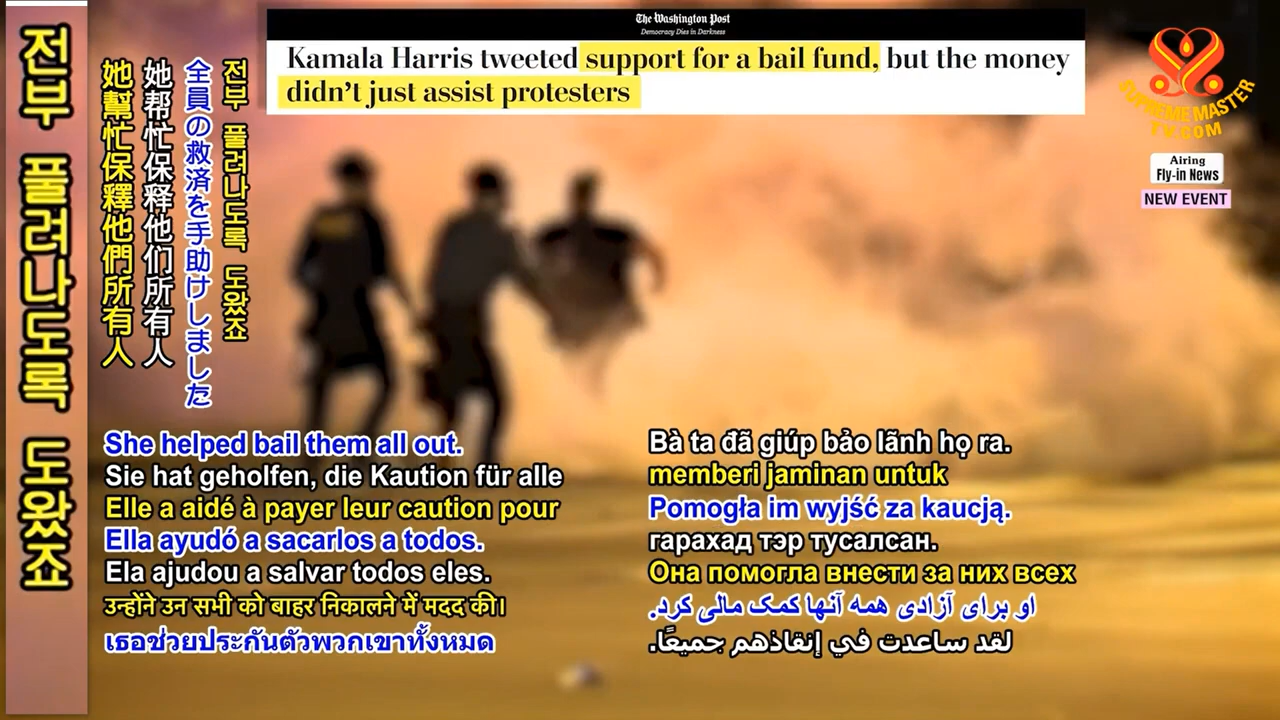 The Washington Post
Democracy Dies in Darkness
Kamala Harris tweeted support for a bail fund, but the money
didn't just assist protesters
SUPREME MASTER
TV.COM
Airing
Fly-in News
NEW EVENT
전부 풀려나도록 도왔죠
她幫忙保釋他們所有人
她帮忙保释他们所有人
全員の救済を手助けしました
전부 풀려나도록 도왔죠
She helped bail them all out.
Sie hat geholfen, die Kaution für alle
Elle a aidé à payer leur caution pour
Ella ayudó a sacarlos a todos.
Ela ajudou a salvar todos eles.
उन्होंने उन सभी को बाहर निकालने में मदद की।
เธอช่วยประกันตัวพวกเขาทั้งหมด
Bà ta đã giúp bảo lãnh họ ra.
memberi jaminan untuk
Pomogła im wyjść za kaucją.
гарахад тэр тусалсан.
Она помогла внести за них всех
او برای آزادی همه آنها کمک مالی کرد.
لقد ساعدت في إنقاذهم جميعًا.